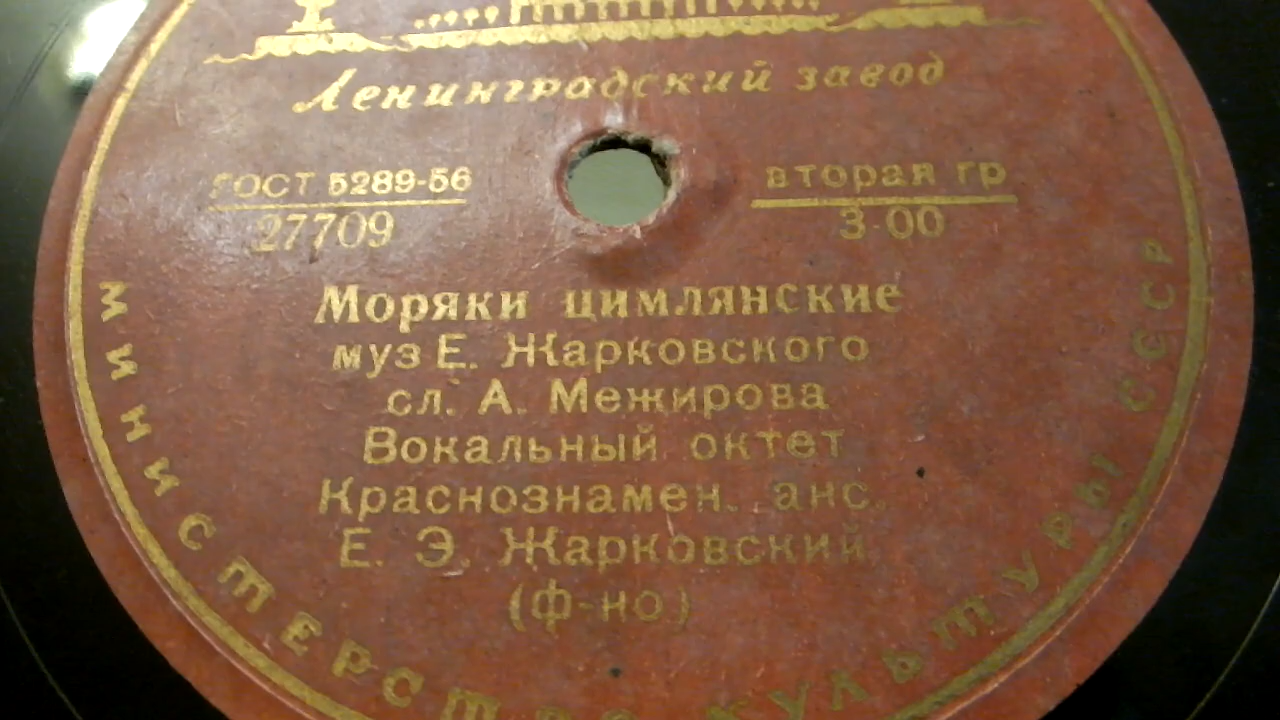 Ленинградский завод
ГОСТ 5289-56
27709
вторая гр
3-00
Моряки цимлянские
муз Е. Жарковского
сл. А. Межирова
Вокальный октет
Краснознамен. анс.
Е. Э. Жарковский
(ф-но)
МИНИСТЕРСТВО КУЛЬТУРЫ СССР